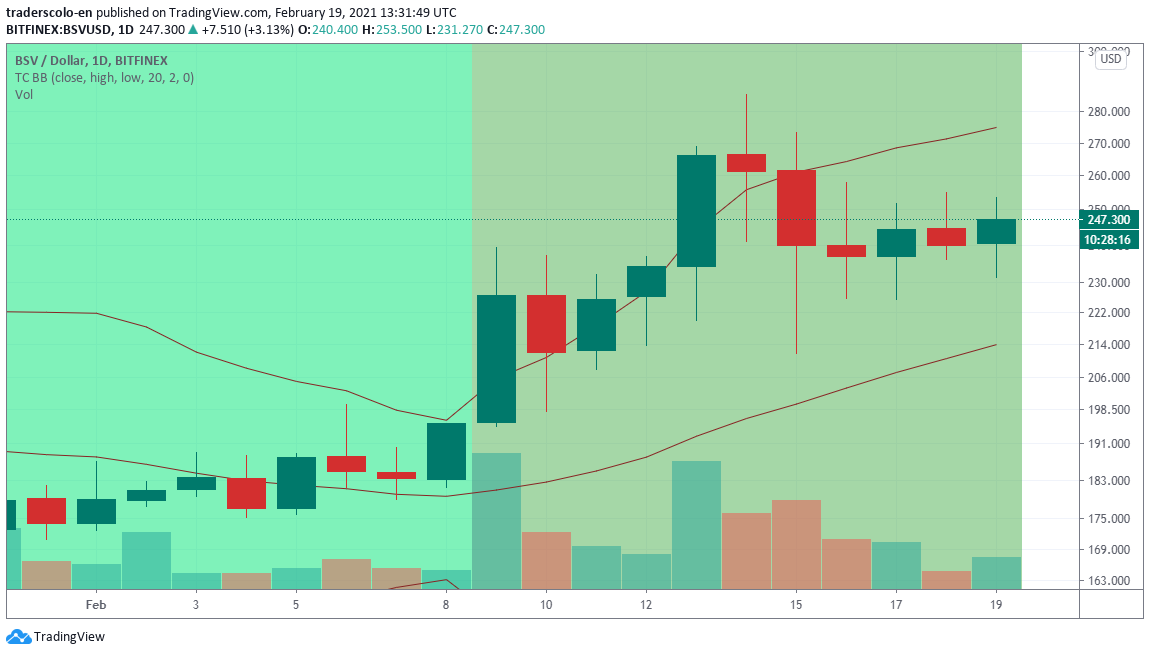 traderscolo-en published on TradingView.com, February 19, 2021 13:31:49 UTC
BITFINEX:BSVUSD, 1D 247.300 ▲ +7.510 (+3.13%) O:240.400 H:253.500 L:231.270 C:247.300
BSV / Dollar, 1D, BITFINEX
TC BB (close, high, low, 20, 2, 0)
Vol
USD
280.000
270.000
260.000
250.000
247.300
10:28:16
230.000
222.000
214.000
206.000
198.500
191.000
183.000
175.000
169.000
163.000
Feb 3 5 8 10 12 15 17 19
TradingView